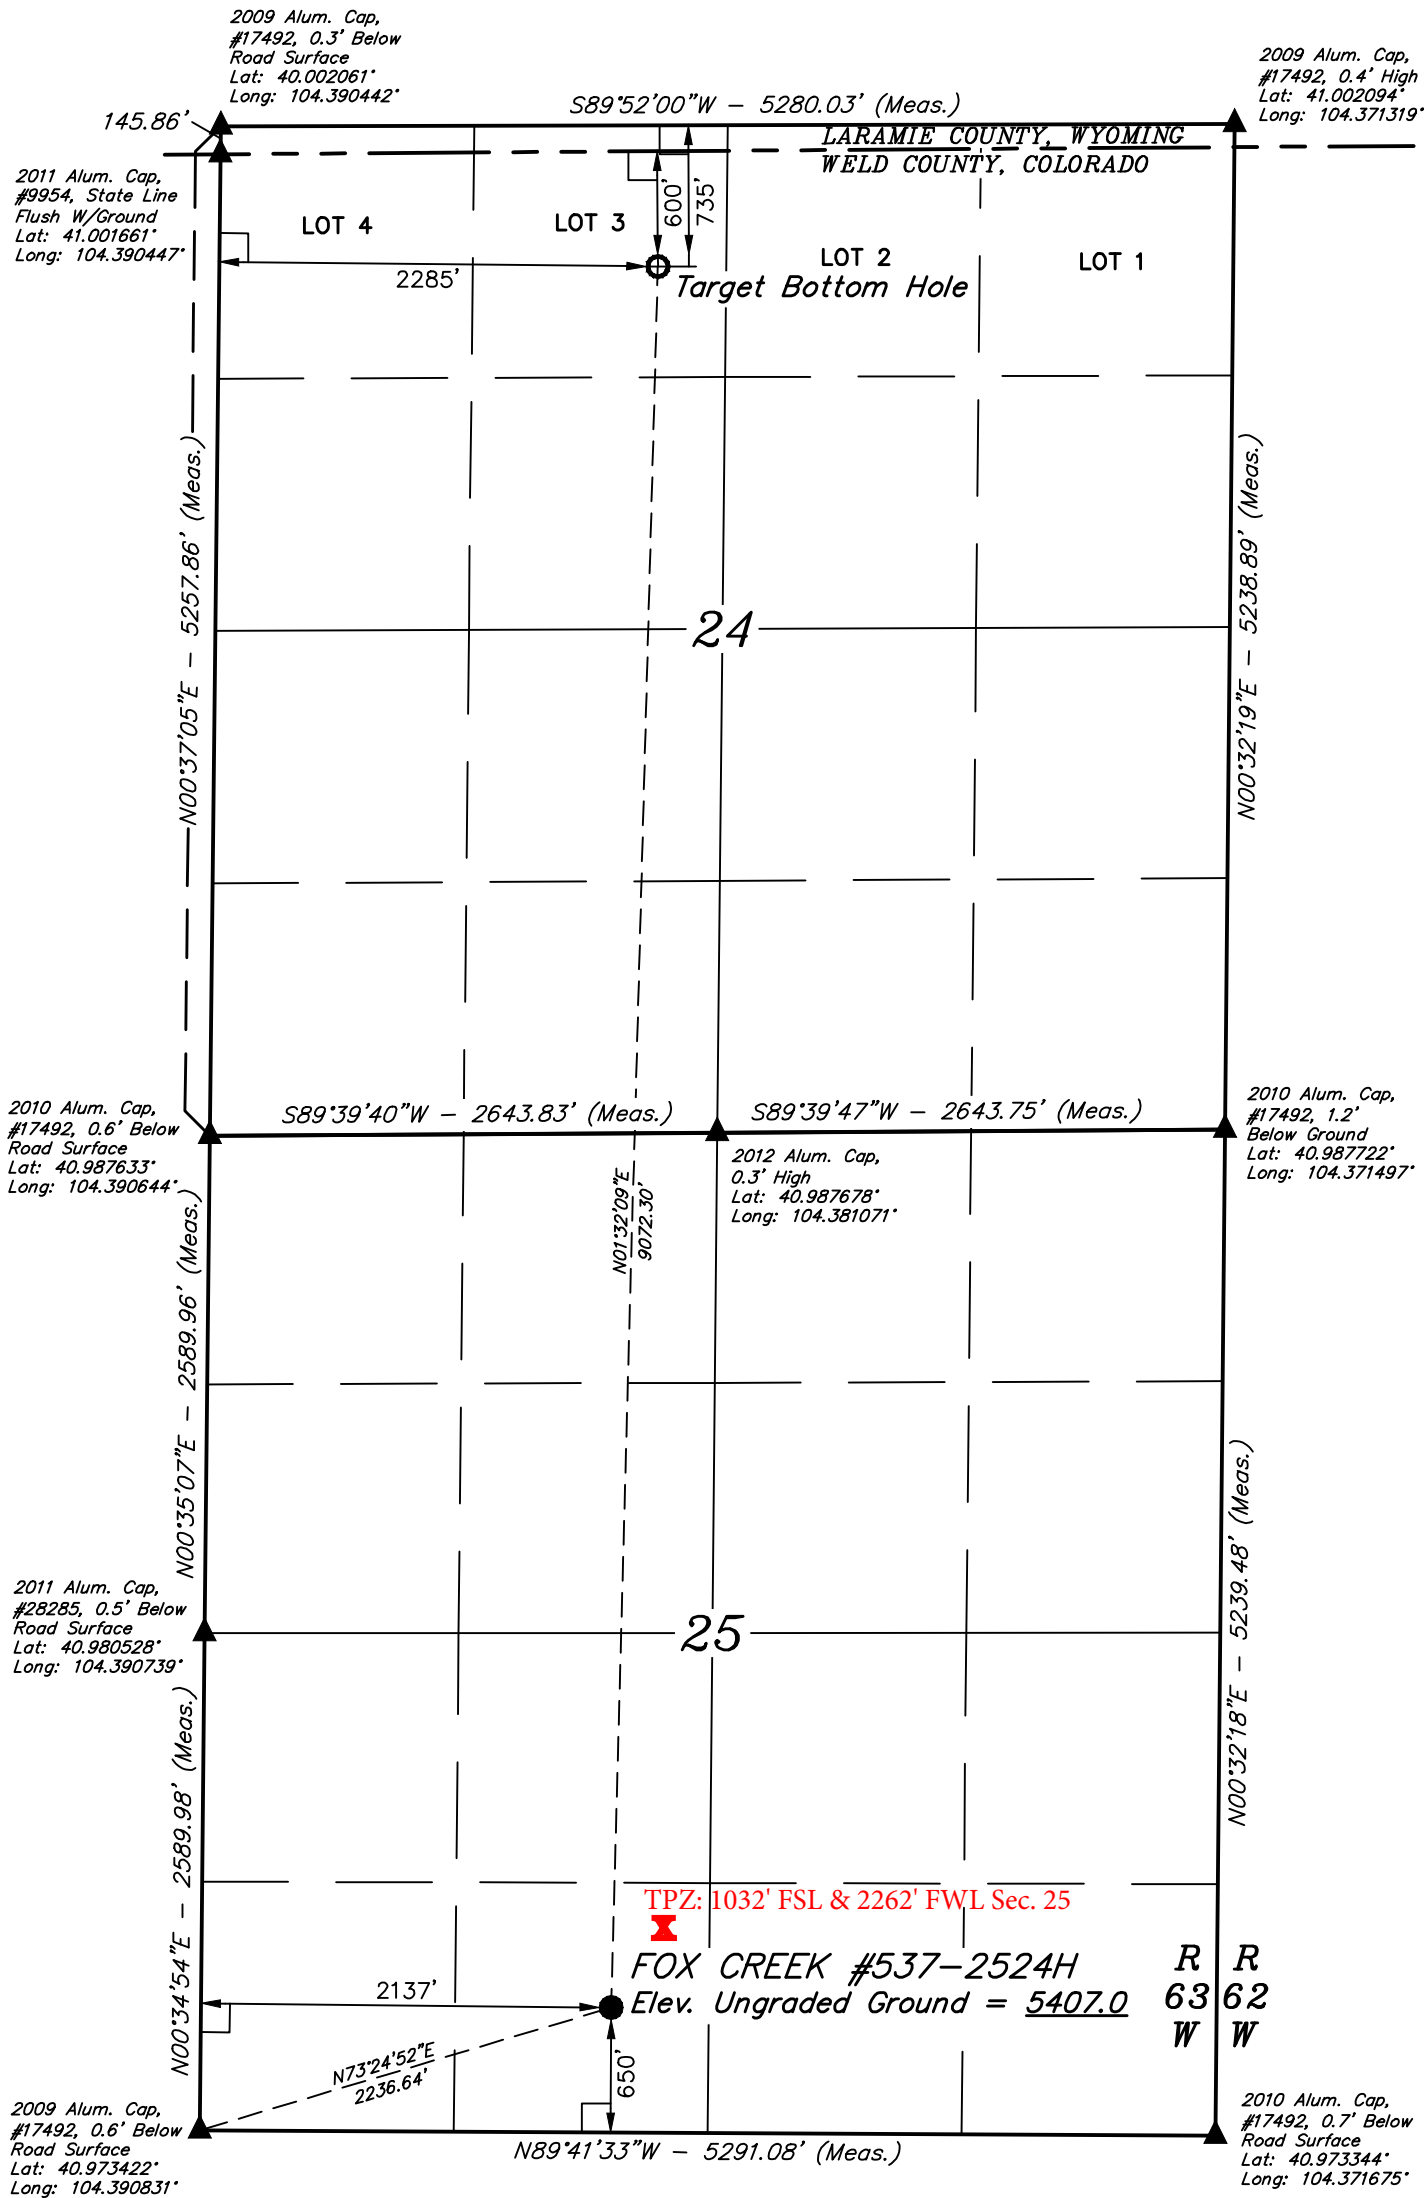 2009 Alum. Cap,
#17492, 0.3' Below
Road Surface
Lat: 40.002061°
Long: 104.390442°
2009 Alum. Cap,
#17492, 0.4' High
Lat: 41.002094°
Long: 104.371319°
145.86'
S89°52'00"W - 5280.03' (Meas.)
LARAMIE COUNTY, WYOMING
WELD COUNTY, COLORADO
2011 Alum. Cap,
#9954, State Line
Flush W/Ground
Lat: 41.001661°
Long: 104.390447°
LOT 4
LOT 3
600'
735'
LOT 2
LOT 1
2285'
Target Bottom Hole
N00°37'05"E - 5257.86' (Meas.)
N00°32'19"E - 5238.89' (Meas.)
24
2010 Alum. Cap,
#17492, 0.6' Below
Road Surface
Lat: 40.987633°
Long: 104.390644°
S89°39'40"W - 2643.83' (Meas.)
S89°39'47"W - 2643.75' (Meas.)
2010 Alum. Cap,
#17492, 1.2'
Below Ground
Lat: 40.987722°
Long: 104.371497°
2012 Alum. Cap,
0.3' High
Lat: 40.987678°
Long: 104.381071°
N01°32'09"E
9072.30'
N00°35'07"E - 2589.96' (Meas.)
2011 Alum. Cap,
#28285, 0.5' Below
Road Surface
Lat: 40.980528°
Long: 104.390739°
25
N00°32'18"E - 5239.48' (Meas.)
N00°34'54"E - 2589.98' (Meas.)
TPZ: 1032' FSL & 2262' FWL Sec. 25
FOX CREEK #537-2524H
Elev. Ungraded Ground = 5407.0
R R
63 62
W W
2137'
650'
N73°24'52"E
2236.64'
2009 Alum. Cap,
#17492, 0.6' Below
Road Surface
Lat: 40.973422°
Long: 104.390831°
N89°41'33"W - 5291.08' (Meas.)
2010 Alum. Cap,
#17492, 0.7' Below
Road Surface
Lat: 40.973344°
Long: 104.371675°